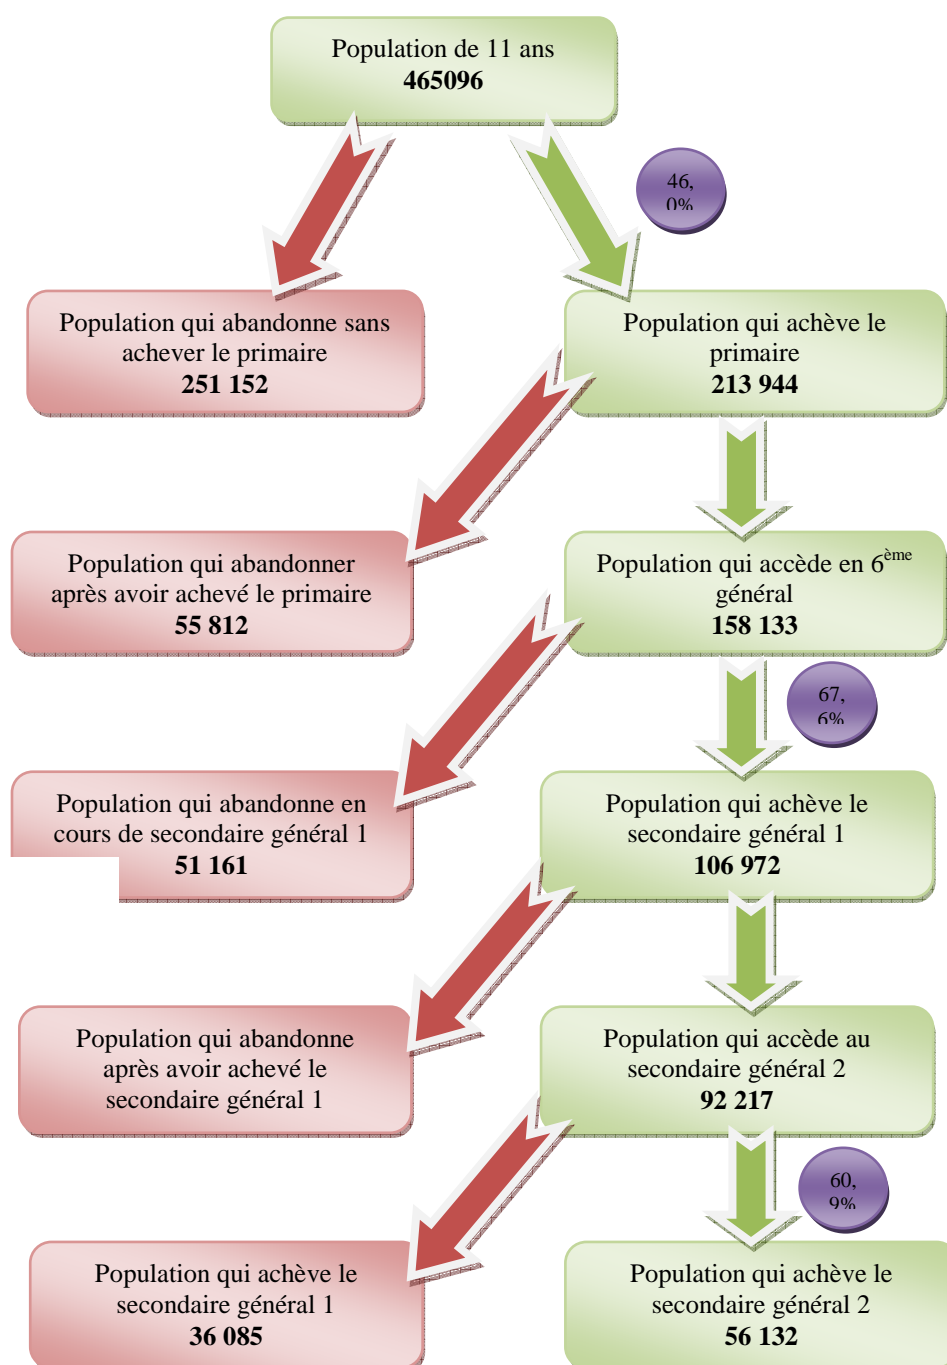 Population de 11 ans
465096
46,
0%
Population qui abandonne sans
achever le primaire
251 152
Population qui achève le
primaire
213 944
Population qui abandonner
après avoir achevé le primaire
55 812
Population qui accède en 6ème
général
158 133
67,
6%
Population qui abandonne en
cours de secondaire général 1
51 161
Population qui achève le
secondaire général 1
106 972
Population qui abandonne
après avoir achevé le
secondaire général 1
Population qui accède au
secondaire général 2
92 217
60,
9%
Population qui achève le
secondaire général 1
36 085
Population qui achève le
secondaire général 2
56 132